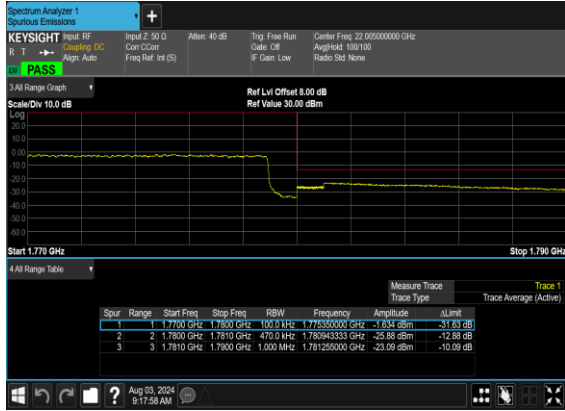 Spectrum Analyzer 1
Spurious Emissions
+
KEYSIGHT Input: RF Input Z: 50 Ω Atten: 40 dB Trig: Free Run Center Freq: 22.005000000 GHz
R T Coupling: DC Corr CCorr Gate: Off Avg|Hold: 100/100
Align: Auto Freq Ref: Int (S) IF Gain: Low Radio Std: None
PASS
3 All Range Graph Ref Lvl Offset 8.00 dB
Scale/Div 10.0 dB Ref Value 30.00 dBm
Log
20.0
10.0
0.00
-10.0
-20.0
-30.0
-40.0
-50.0
-60.0
Start 1.770 GHz Stop 1.790 GHz
4 All Range Table
Measure Trace Trace 1
Trace Type Trace Average (Active)
Spur Range Start Freq Stop Freq RBW Frequency Amplitude ΔLimit
1 1 1.7700 GHz 1.7800 GHz 100.0 kHz 1.775350000 GHz -1.634 dBm -31.63 dB
2 2 1.7800 GHz 1.7810 GHz 470.0 kHz 1.780943333 GHz -25.88 dBm -12.88 dB
3 3 1.7810 GHz 1.7900 GHz 1.000 MHz 1.781255000 GHz -23.09 dBm -10.09 dB
? Aug 03, 2024
9:17:58 AM